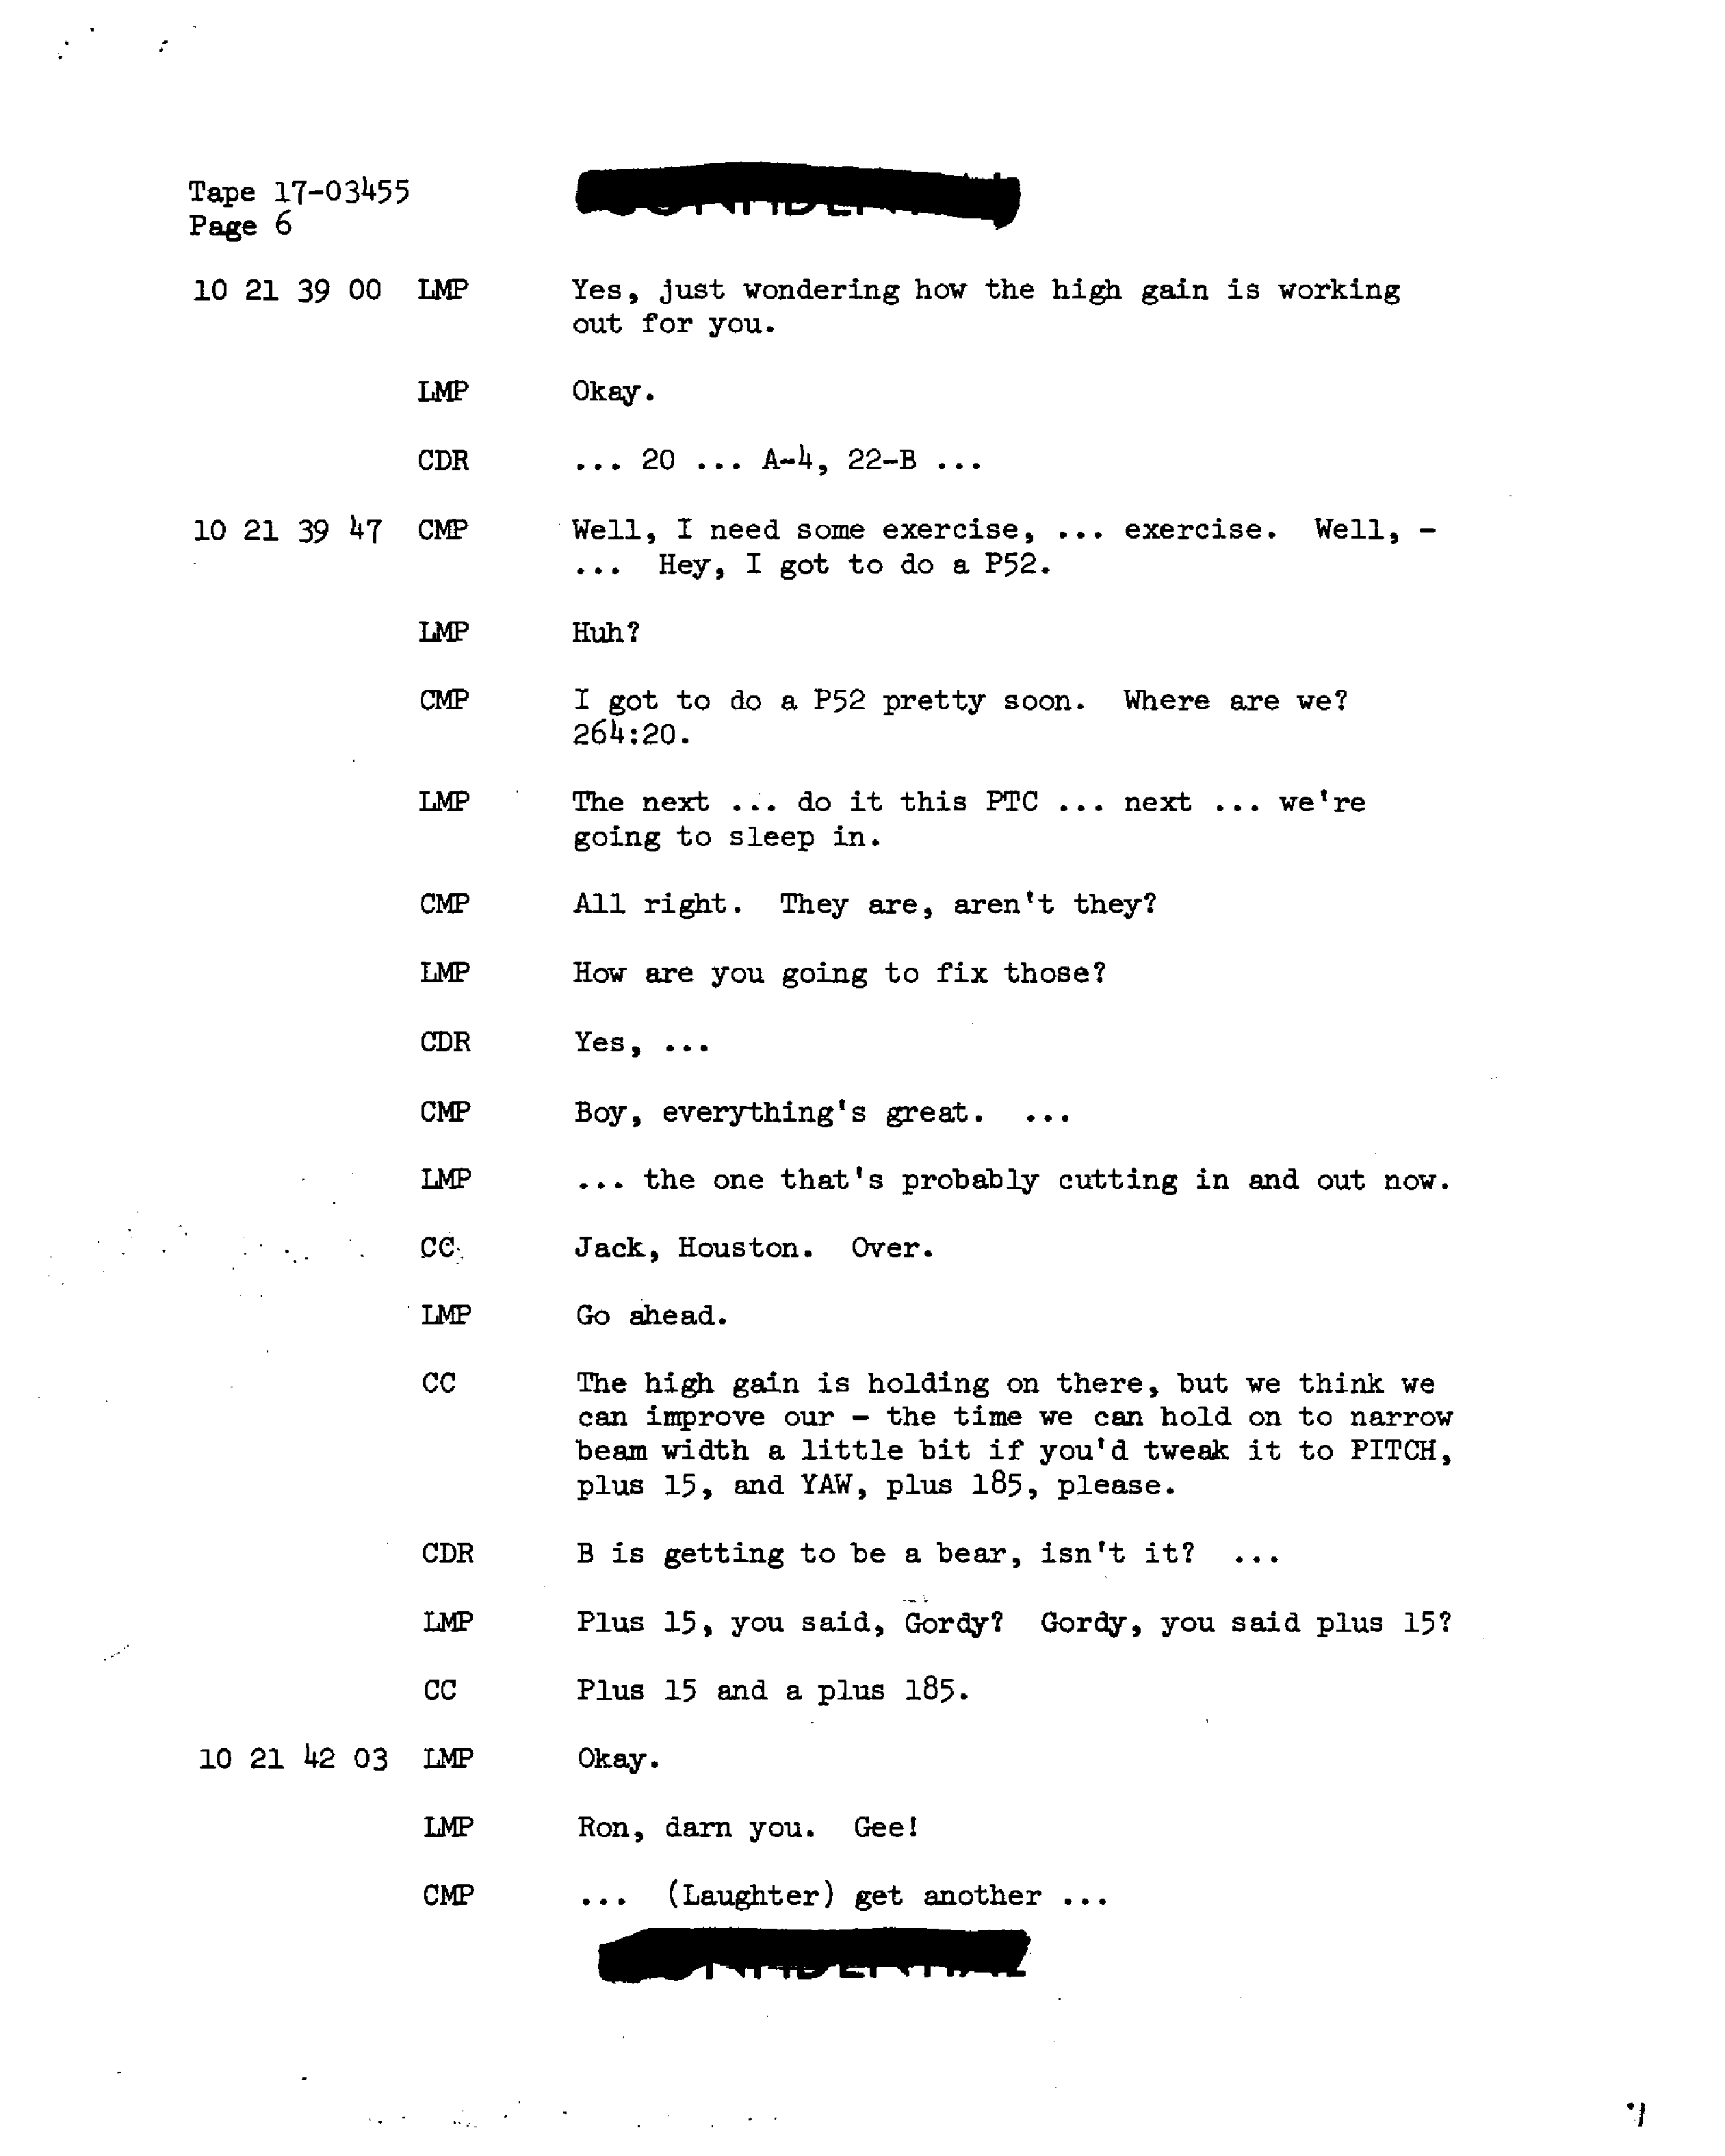 Tape 17-03455
Page 6
10 21 39 00 LMP Yes, just wondering how the high gain is working
out for you.
LMP Okay.
CDR ... 20 ... A-4, 22-B ...
10 21 39 47 CMP Well, I need some exercise, ... exercise. Well, -
... Hey, I got to do a P52.
LMP Huh?
CMP I got to do a P52 pretty soon. Where are we?
264:20.
LMP The next ... do it this PTC ... next ... we're
going to sleep in.
CMP All right. They are, aren't they?
LMP How are you going to fix those?
CDR Yes, ...
CMP Boy, everything's great. ...
LMP ... the one that's probably cutting in and out now.
CC Jack, Houston. Over.
LMP Go ahead.
CC The high gain is holding on there, but we think we
can improve our - the time we can hold on to narrow
beam width a little bit if you'd tweak it to PITCH,
plus 15, and YAW, plus 185, please.
CDR B is getting to be a bear, isn't it? ...
LMP Plus 15, you said, Gordy? Gordy, you said plus 15?
CC Plus 15 and a plus 185.
10 21 42 03 LMP Okay.
LMP Ron, darn you. Gee!
CMP ... (Laughter) get another ...